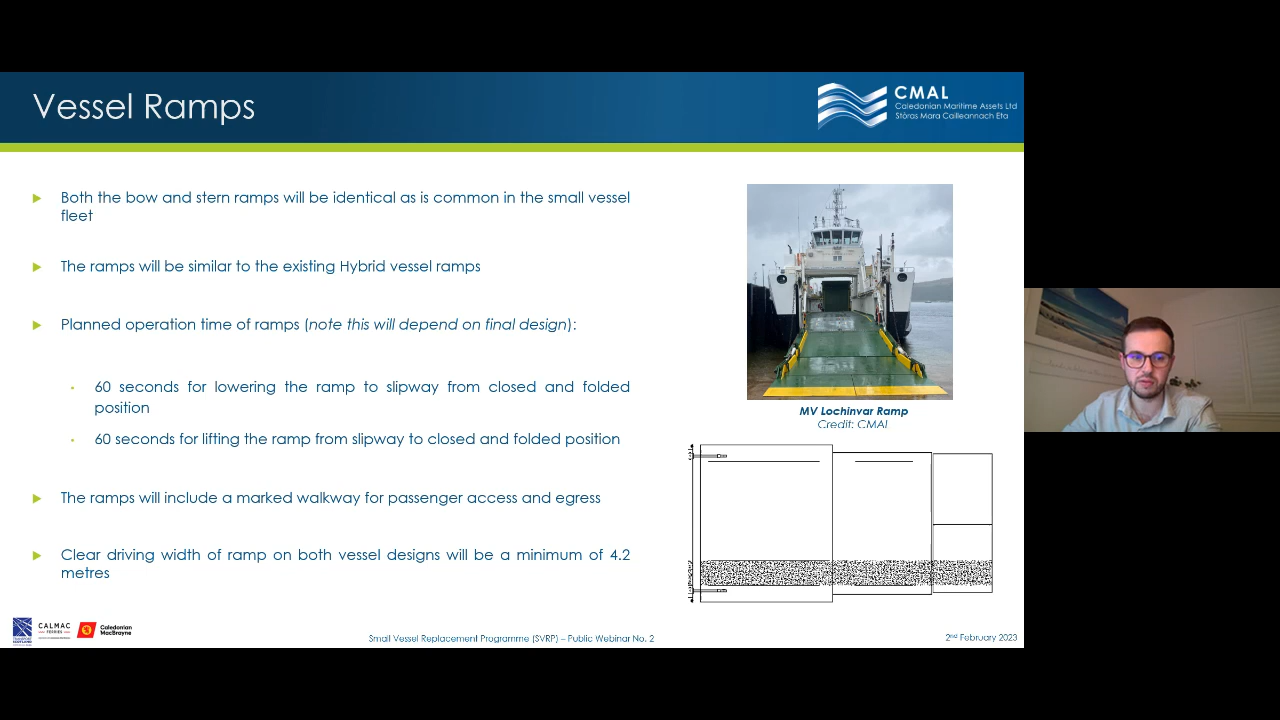 Vessel Ramps
CMAL
Caledonian Maritime Assets Ltd
Stòras Mara Cailleannach Eta
Both the bow and stern ramps will be identical as is common in the small vessel
fleet
The ramps will be similar to the existing Hybrid vessel ramps
Planned operation time of ramps (note this will depend on final design):
60 seconds for lowering the ramp to slipway from closed and folded
position
60 seconds for lifting the ramp from slipway to closed and folded position
The ramps will include a marked walkway for passenger access and egress
Clear driving width of ramp on both vessel designs will be a minimum of 4.2
metres
MV Lochinvar Ramp
Credit: CMAl
CALMAC
FERRIES
Caledonian
MacBrayne
Small Vessel Replacement Programme (SVRP) – Public Webinar No. 2
2nd February 2023